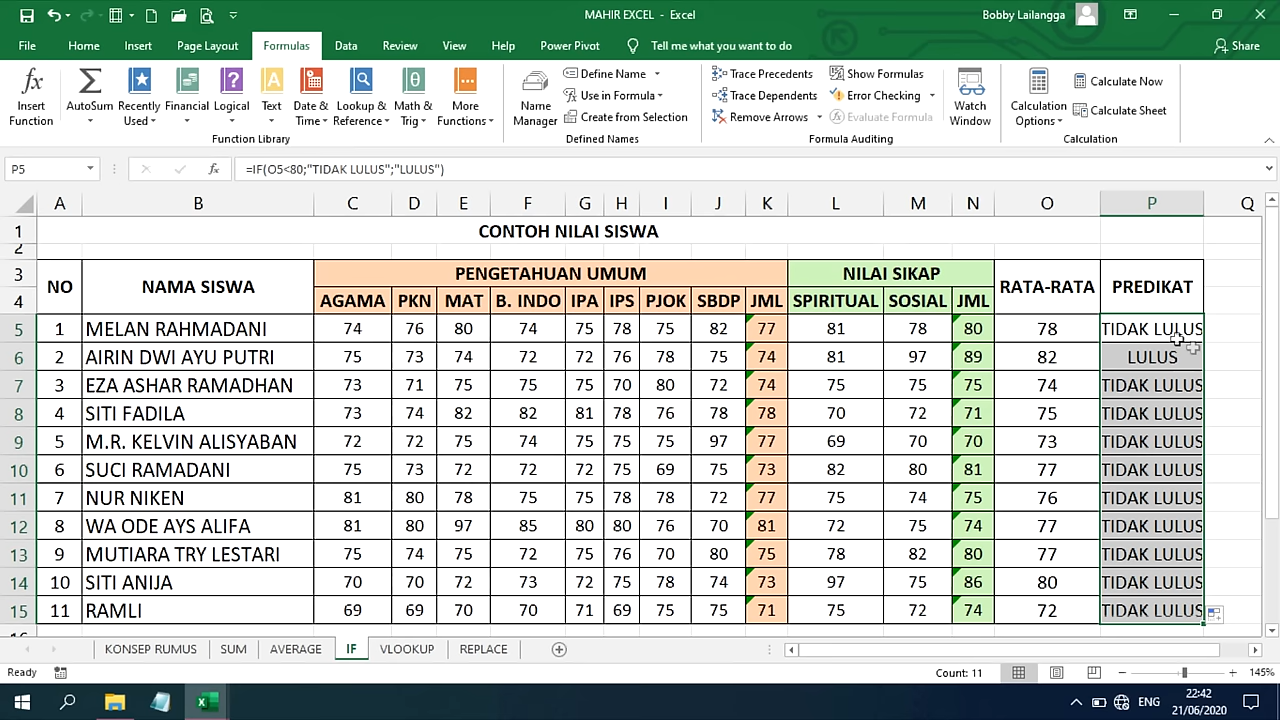 MAHIR EXCEL - Excel
Bobby Lailangga
File Home Insert Page Layout Formulas Data Review View Help Power Pivot Tell me what you want to do Share
Insert Function
AutoSum
Recently Used
Financial
Logical
Text
Date & Time
Lookup & Reference
Math & Trig
More Functions
Function Library
Name Manager
Define Name
Use in Formula
Create from Selection
Defined Names
Trace Precedents
Trace Dependents
Remove Arrows
Show Formulas
Error Checking
Evaluate Formula
Formula Auditing
Watch Window
Calculation Options
Calculate Now
Calculate Sheet
Calculation
P5 fx =IF(O5<80;"TIDAK LULUS";"LULUS")
A B C D E F G H I J K L M N O P Q
1 CONTOH NILAI SISWA
2
3 NO NAMA SISWA PENGETAHUAN UMUM NILAI SIKAP RATA-RATA PREDIKAT
4 AGAMA PKN MAT B. INDO IPA IPS PJOK SBDP JML SPIRITUAL SOSIAL JML
5 1 MELAN RAHMADANI 74 76 80 74 75 78 75 82 77 81 78 80 78 TIDAK LULUS
6 2 AIRIN DWI AYU PUTRI 75 73 74 72 72 76 78 75 74 81 97 89 82 LULUS
7 3 EZA ASHAR RAMADHAN 73 71 75 75 75 70 80 72 74 75 75 75 74 TIDAK LULUS
8 4 SITI FADILA 73 74 82 82 81 78 76 78 78 70 72 71 75 TIDAK LULUS
9 5 M.R. KELVIN ALISYABAN 72 72 75 74 75 75 75 97 77 69 70 70 73 TIDAK LULUS
10 6 SUCI RAMADANI 75 73 72 72 72 75 69 75 73 82 80 81 77 TIDAK LULUS
11 7 NUR NIKEN 81 80 78 75 75 78 78 72 77 75 74 75 76 TIDAK LULUS
12 8 WA ODE AYS ALIFA 81 80 97 85 80 80 76 70 81 72 75 74 77 TIDAK LULUS
13 9 MUTIARA TRY LESTARI 75 74 75 72 75 76 70 80 75 78 82 80 77 TIDAK LULUS
14 10 SITI ANIJA 70 70 72 73 72 75 78 74 73 97 75 86 80 TIDAK LULUS
15 11 RAMLI 69 69 70 70 71 69 75 75 71 75 72 74 72 TIDAK LULUS
KONSEP RUMUS SUM AVERAGE IF VLOOKUP REPLACE
Ready Count: 11 145%
ENG 22:42
21/06/2020